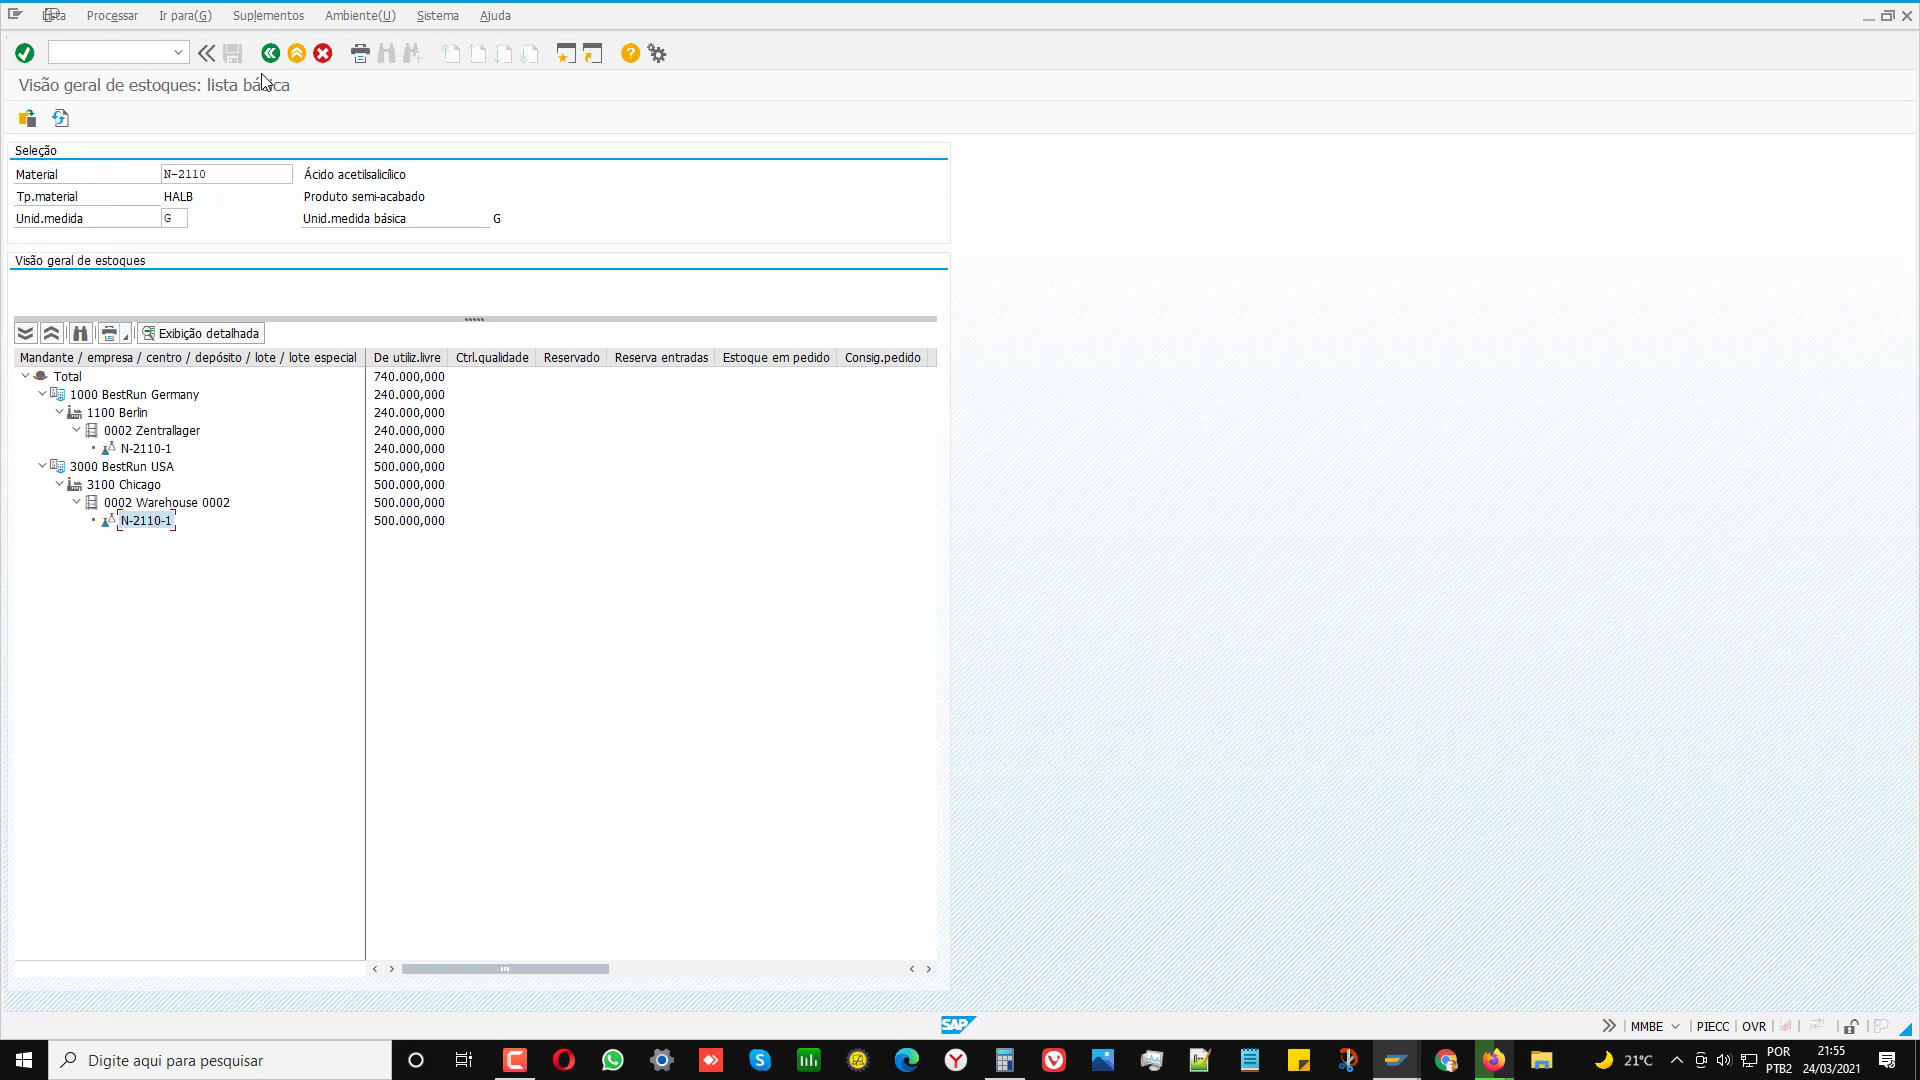 Lista Processar Ir para(G) Suplementos Ambiente(U) Sistema Ajuda
Visão geral de estoques: lista básica
Seleção
Material N-2110 Ácido acetilsalicílico
Tp.material HALB Produto semi-acabado
Unid.medida G Unid.medida básica G
Visão geral de estoques
Exibição detalhada
Mandante / empresa / centro / depósito / lote / lote especial De utiliz.livre Ctrl.qualidade Reservado Reserva entradas Estoque em pedido Consig.pedido
Total 740.000,000
1000 BestRun Germany 240.000,000
1100 Berlin 240.000,000
0002 Zentrallager 240.000,000
N-2110-1 240.000,000
3000 BestRun USA 500.000,000
3100 Chicago 500.000,000
0002 Warehouse 0002 500.000,000
N-2110-1 500.000,000
SAP MMBE PIECC OVR
Digite aqui para pesquisar 21°C POR 21:55
PTB2 24/03/2021